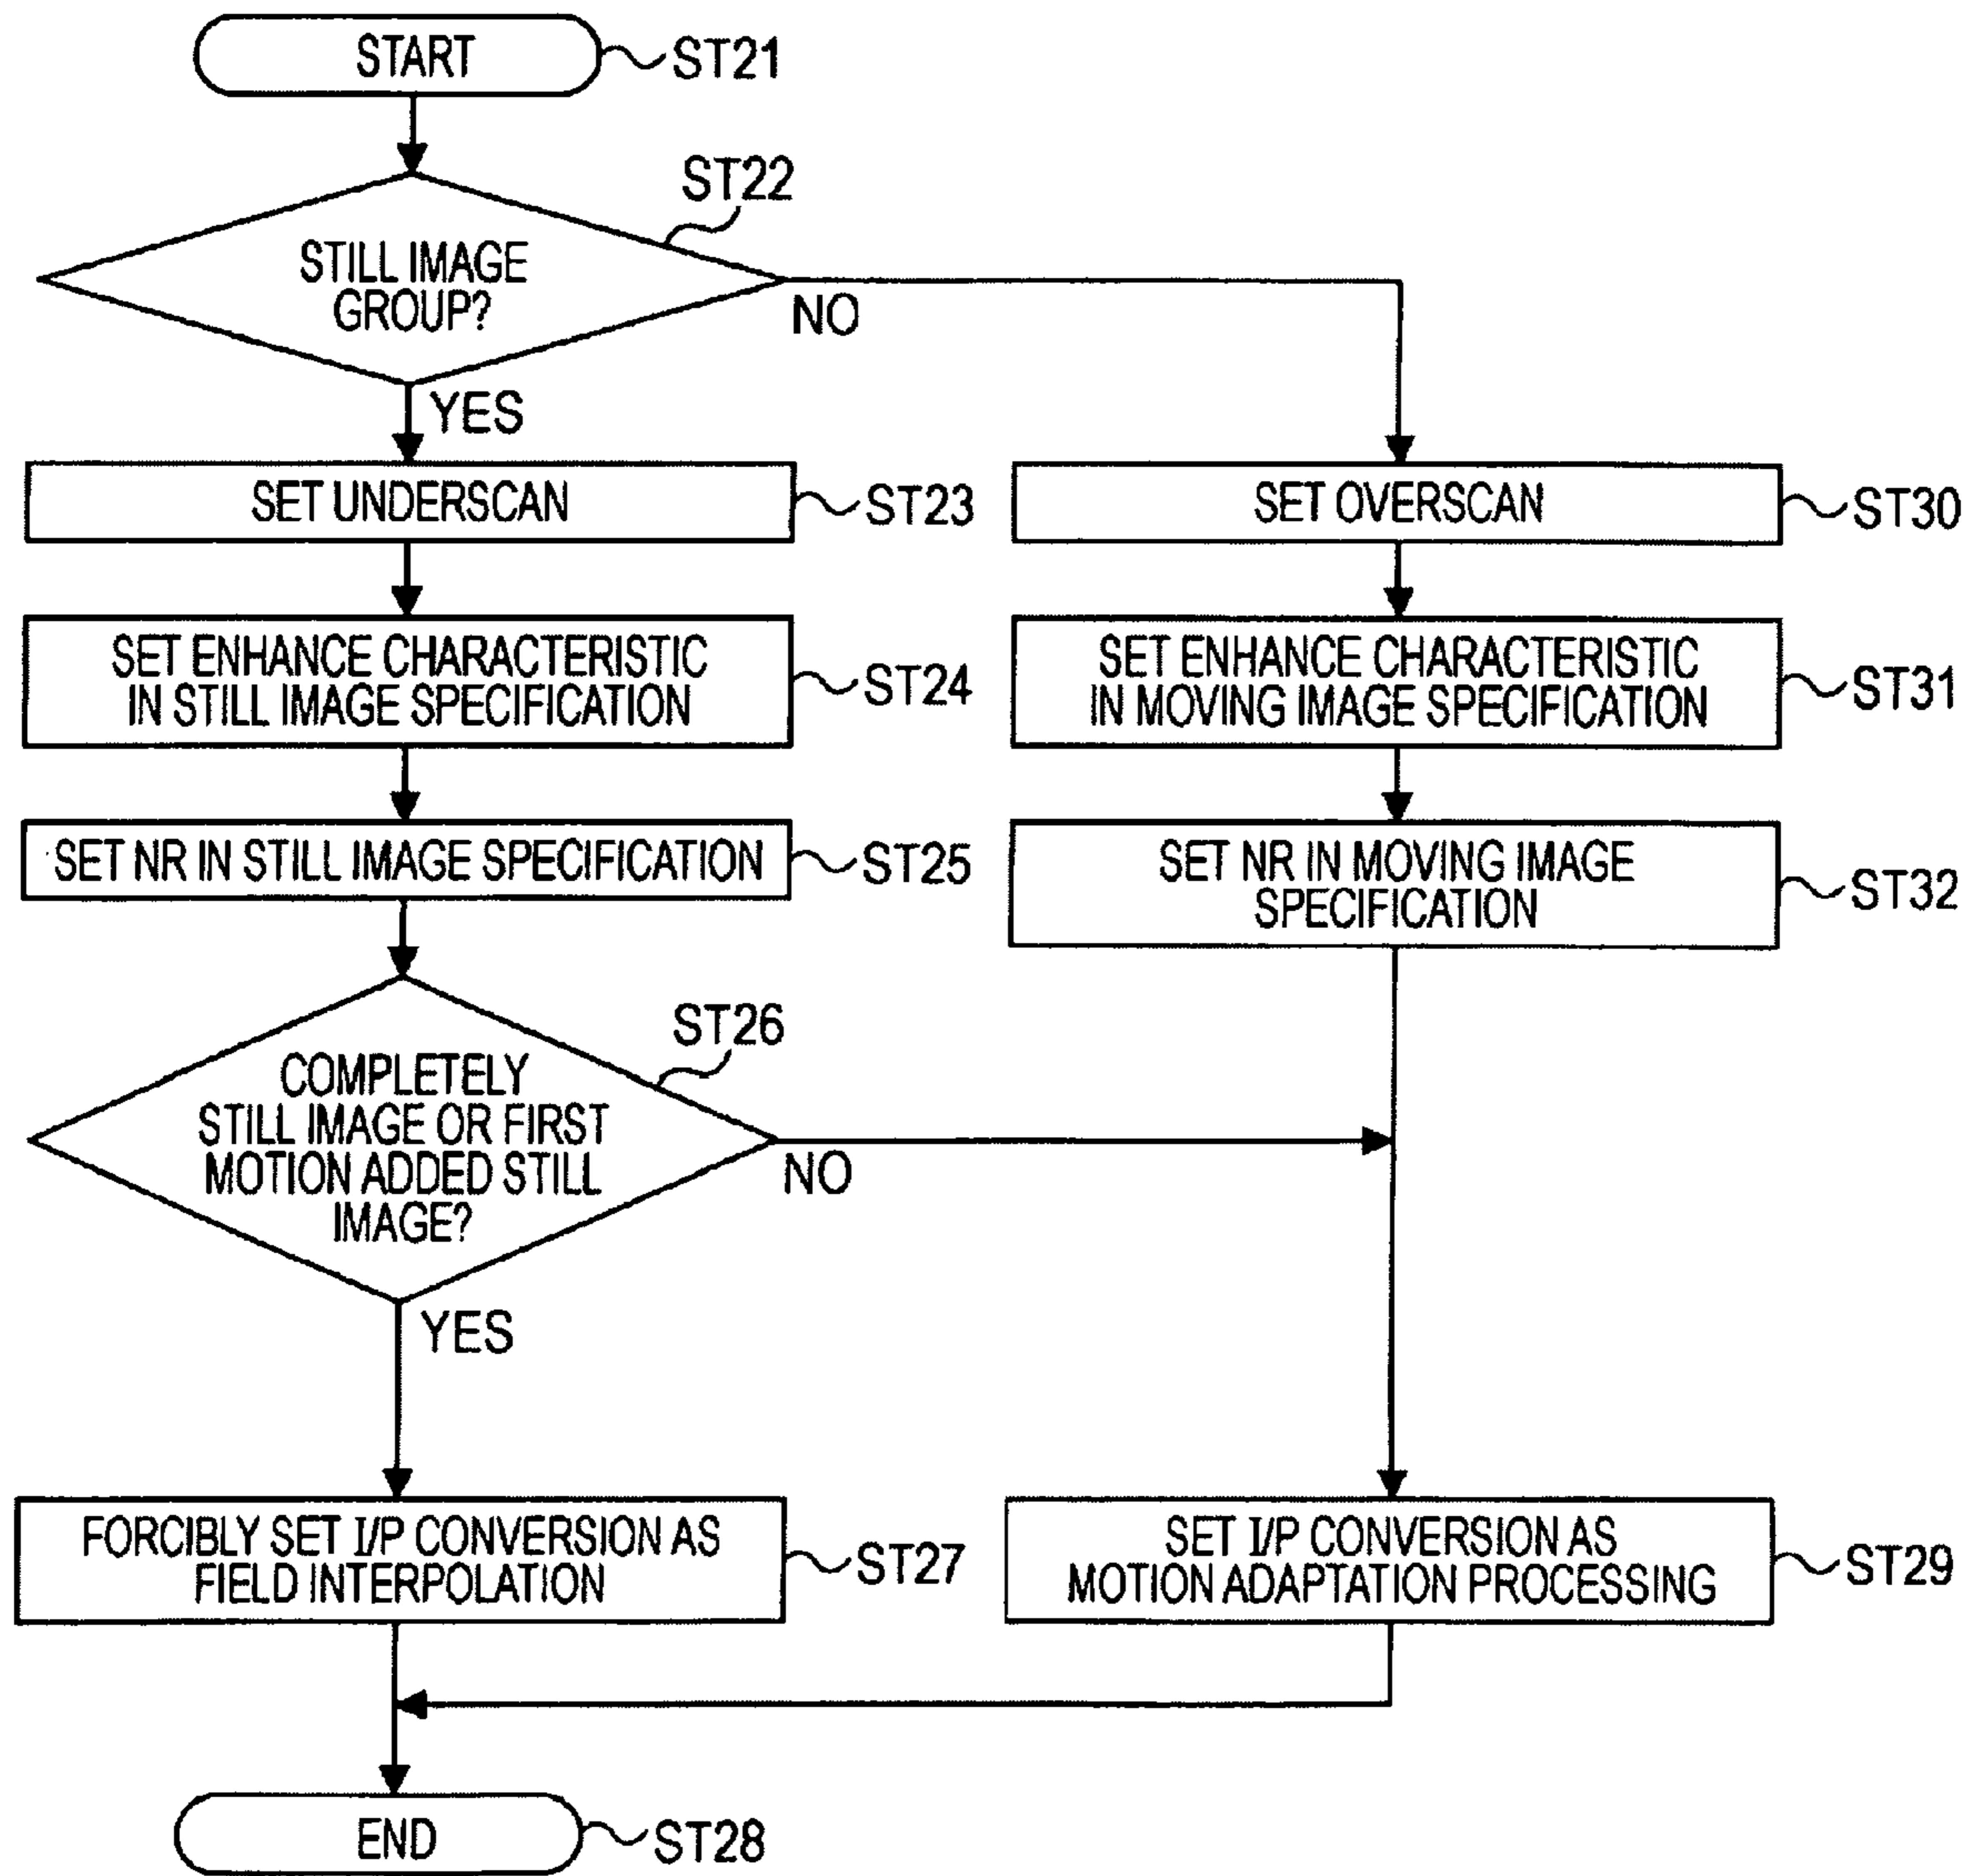 START
ST21
ST22
STILL IMAGE
GROUP?
NO
YES
SET UNDERSCAN
ST23
SET OVERSCAN
ST30
SET ENHANCE CHARACTERISTIC
IN STILL IMAGE SPECIFICATION
ST24
SET ENHANCE CHARACTERISTIC
IN MOVING IMAGE SPECIFICATION
ST31
SET NR IN STILL IMAGE SPECIFICATION
ST25
SET NR IN MOVING IMAGE
SPECIFICATION
ST32
ST26
COMPLETELY
STILL IMAGE OR FIRST
MOTION ADDED STILL
IMAGE?
NO
YES
FORCIBLY SET I/P CONVERSION AS
FIELD INTERPOLATION
ST27
SET I/P CONVERSION AS
MOTION ADAPTATION PROCESSING
ST29
END
ST28